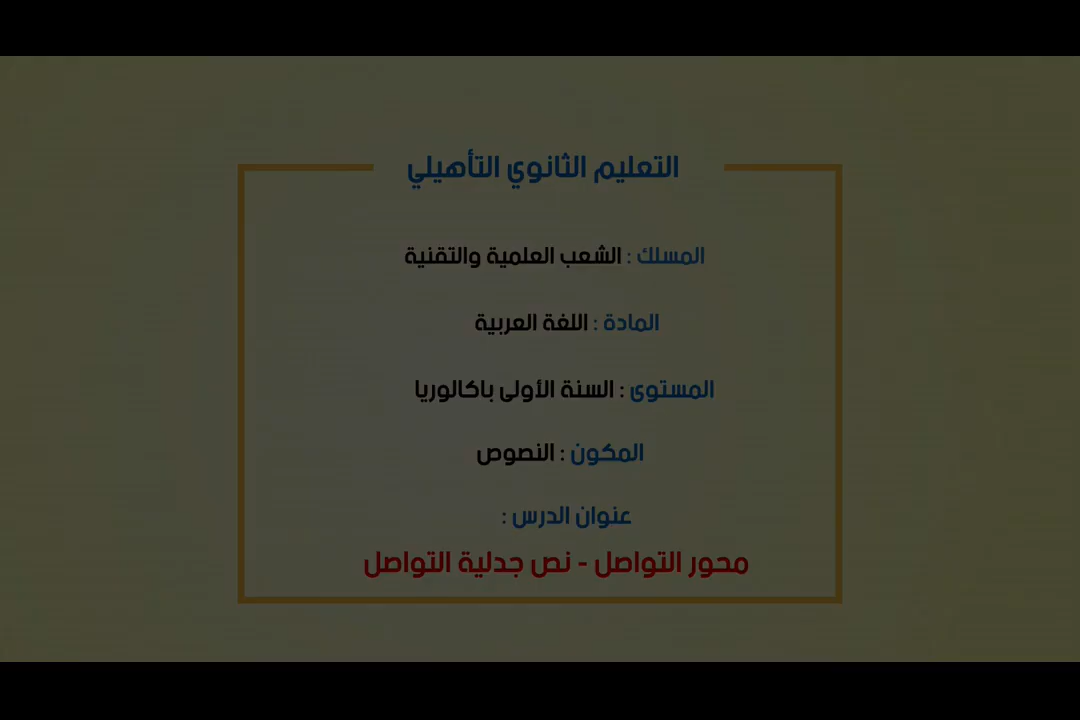 التعليم الثانوي التأهيلي
المسلك : الشعب العلمية والتقنية
المادة : اللغة العربية
المستوى : السنة الأولى باكالوريا
المكون : النصوص
عنوان الدرس :
محور التواصل - نص جدلية التواصل